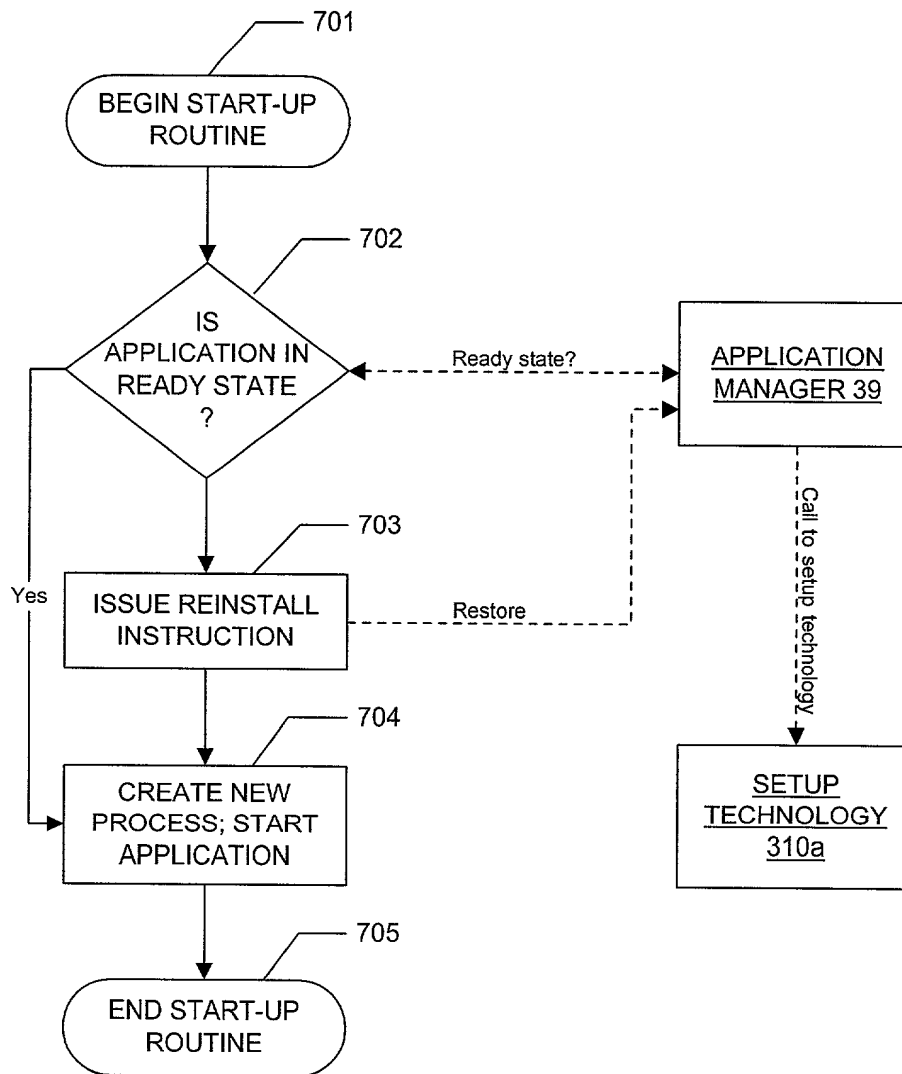 701
BEGIN START-UP
ROUTINE
702
IS
APPLICATION IN
READY STATE
?
Ready state?
APPLICATION
MANAGER 39
703
Yes
ISSUE REINSTALL
INSTRUCTION
Restore
Call to setup technology
704
CREATE NEW
PROCESS; START
APPLICATION
SETUP
TECHNOLOGY
310a
705
END START-UP
ROUTINE